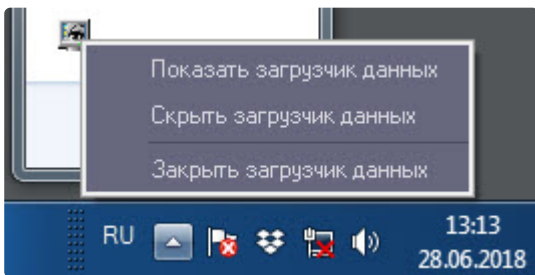 Показать загрузчик данных
Скрыть загрузчик данных
Закрыть загрузчик данных
RU
13:13
28.06.2018